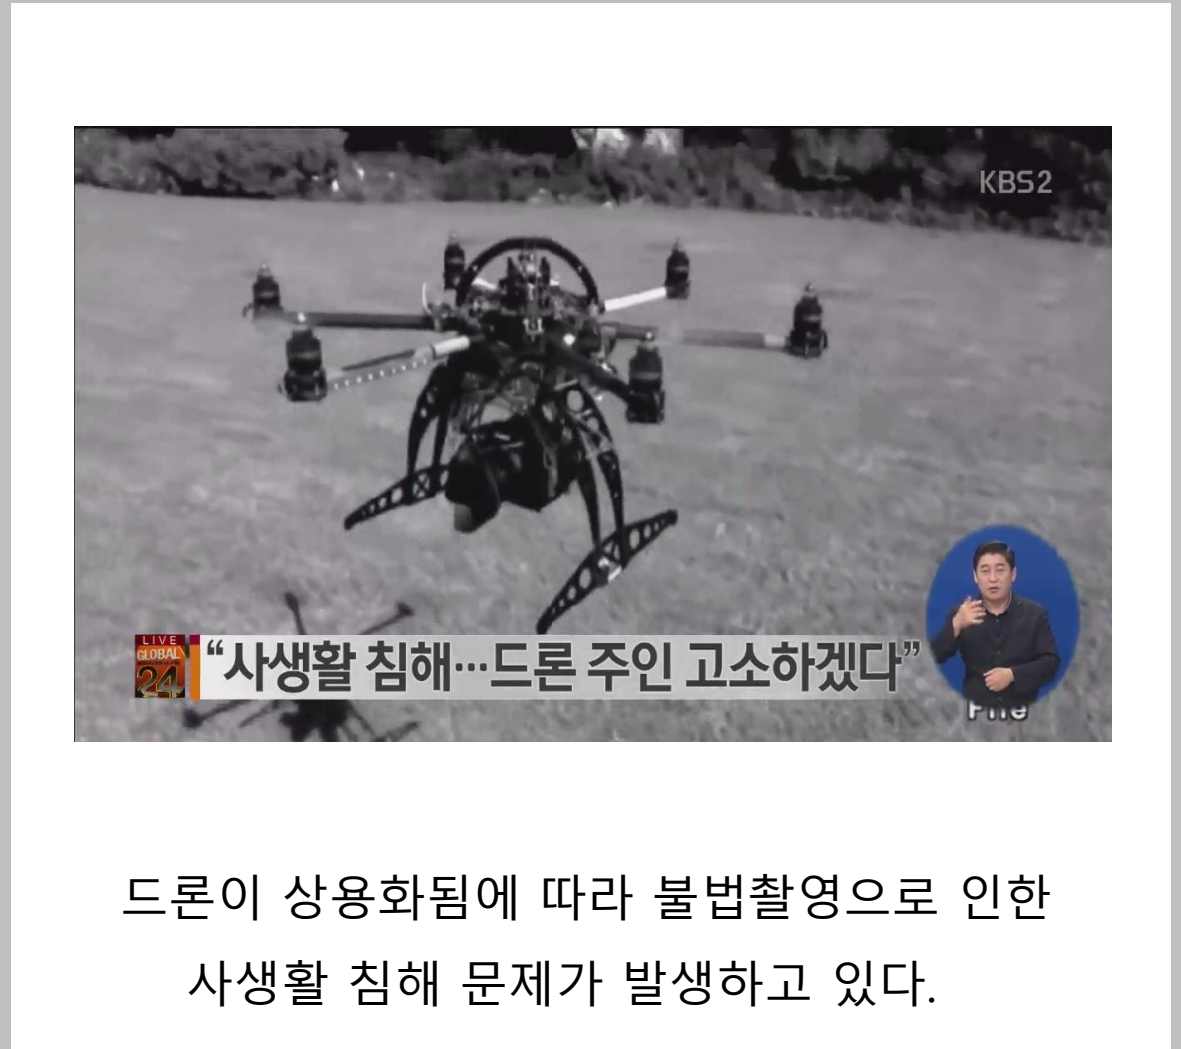 KBS2
LIVE
GLOBAL
24
“사생활 침해…드론 주인 고소하겠다”
File
드론이 상용화됨에 따라 불법촬영으로 인한
사생활 침해 문제가 발생하고 있다.